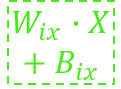 W_{ix} · X
+ B_{ix}